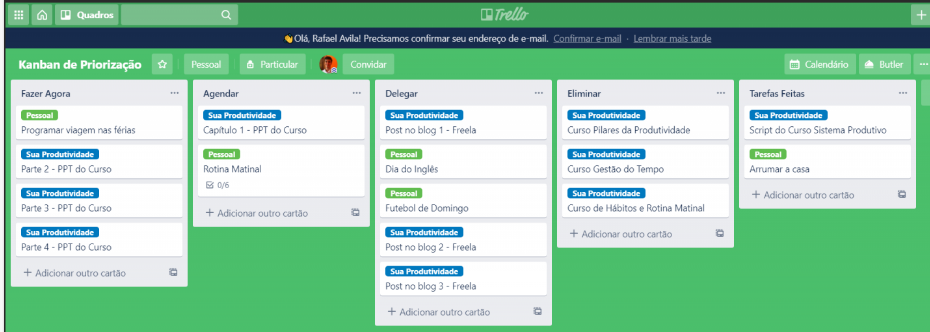 Quadros
Trello
👋 Olá, Rafael Avila! Precisamos confirmar seu endereço de e-mail. Confirmar e-mail · Lembrar mais tarde
Kanban de Priorização
Pessoal
Particular
Convidar
Calendário
Butler
Fazer Agora
Pessoal
Programar viagem nas férias
Sua Produtividade
Parte 2 - PPT do Curso
Sua Produtividade
Parte 3 - PPT do Curso
Sua Produtividade
Parte 4 - PPT do Curso
+ Adicionar outro cartão
Agendar
Sua Produtividade
Capítulo 1 - PPT do Curso
Pessoal
Rotina Matinal
0/6
+ Adicionar outro cartão
Delegar
Sua Produtividade
Post no blog 1 - Freela
Pessoal
Dia do Inglês
Pessoal
Futebol de Domingo
Sua Produtividade
Post no blog 2 - Freela
Sua Produtividade
Post no blog 3 - Freela
+ Adicionar outro cartão
Eliminar
Sua Produtividade
Curso Pilares da Produtividade
Sua Produtividade
Curso Gestão do Tempo
Sua Produtividade
Curso de Hábitos e Rotina Matinal
+ Adicionar outro cartão
Tarefas Feitas
Sua Produtividade
Script do Curso Sistema Produtivo
Pessoal
Arrumar a casa
+ Adicionar outro cartão